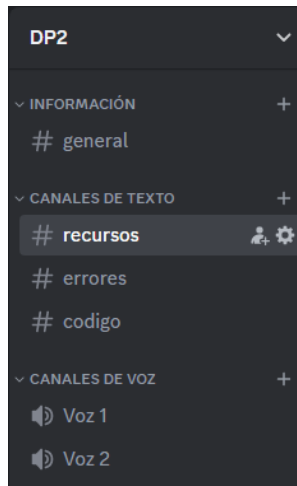 DP2
INFORMACIÓN
# general
CANALES DE TEXTO
# recursos
# errores
# codigo
CANALES DE VOZ
Voz 1
Voz 2